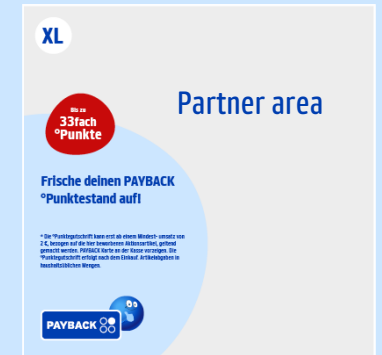 XL
Partner area
Bis zu
33fach
°Punkte
Frische deinen PAYBACK
°Punktestand auf!
* Die °Punktegutschrift kann erst ab einem Mindest- umsatz von
2 €, bezogen auf die hier beworbenen Aktionsartikel, geltend
gemacht werden. PAYBACK Karte an der Kasse vorzeigen. Die
°Punktegutschrift erfolgt nach dem Einkauf. Artikelabgaben in
haushaltsüblichen Mengen.
PAYBACK